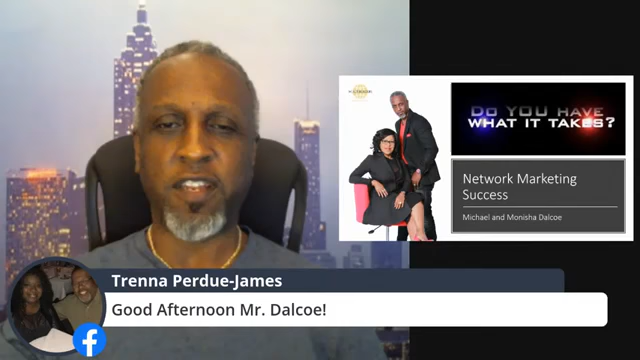 DO YOU HAVE
WHAT IT TAKES?
Network Marketing
Success
Michael and Monisha Dalcoe
Trenna Perdue-James
Good Afternoon Mr. Dalcoe!